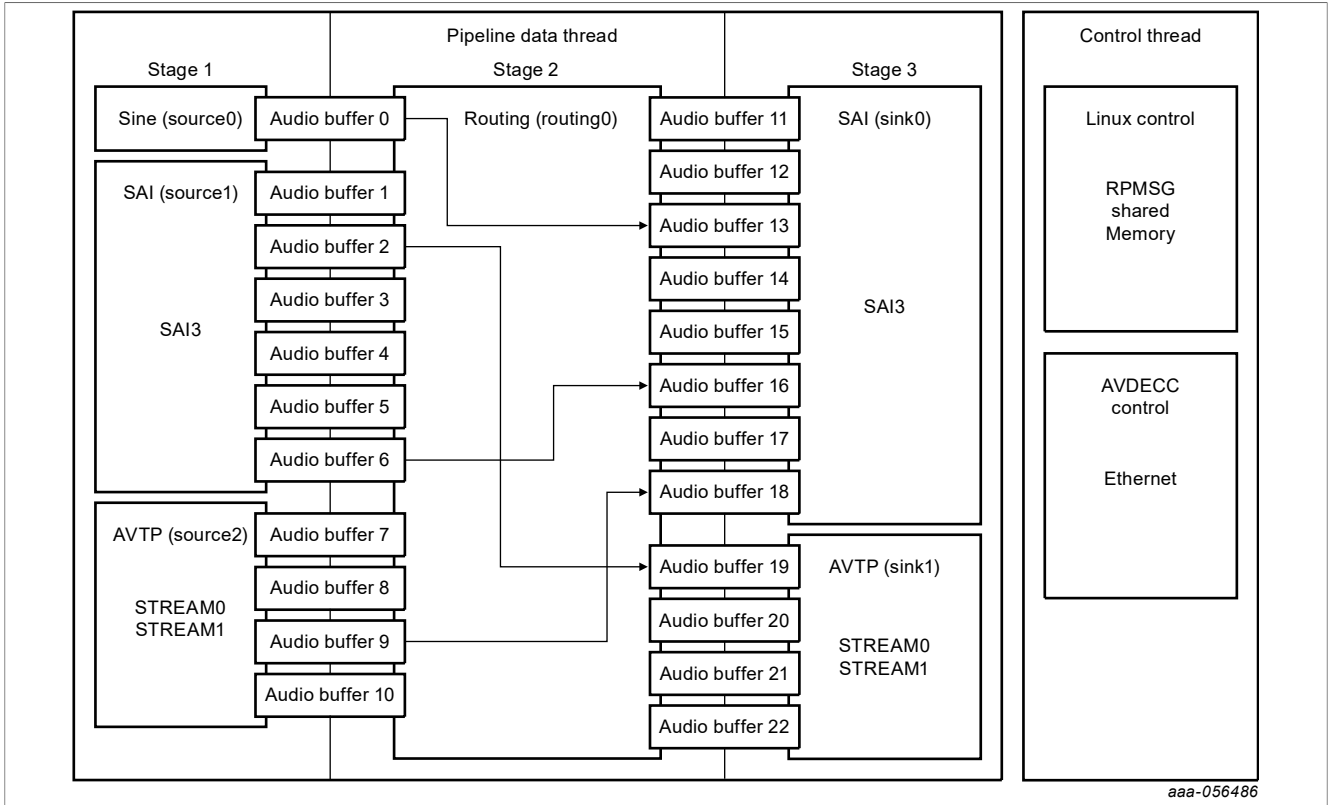 Pipeline data thread
Stage 1
Stage 2
Stage 3
Sine (source0)
Audio buffer 0
SAI (source1)
SAI3
Audio buffer 1
Audio buffer 2
Audio buffer 3
Audio buffer 4
Audio buffer 5
Audio buffer 6
AVTP (source2)
STREAM0
STREAM1
Audio buffer 7
Audio buffer 8
Audio buffer 9
Audio buffer 10
Routing (routing0)
Audio buffer 11
Audio buffer 12
Audio buffer 13
Audio buffer 14
Audio buffer 15
Audio buffer 16
Audio buffer 17
Audio buffer 18
SAI (sink0)
SAI3
Audio buffer 19
Audio buffer 20
Audio buffer 21
Audio buffer 22
AVTP (sink1)
STREAM0
STREAM1
Control thread
Linux control
RPMSG
shared
Memory
AVDECC
control
Ethernet
aaa-056486